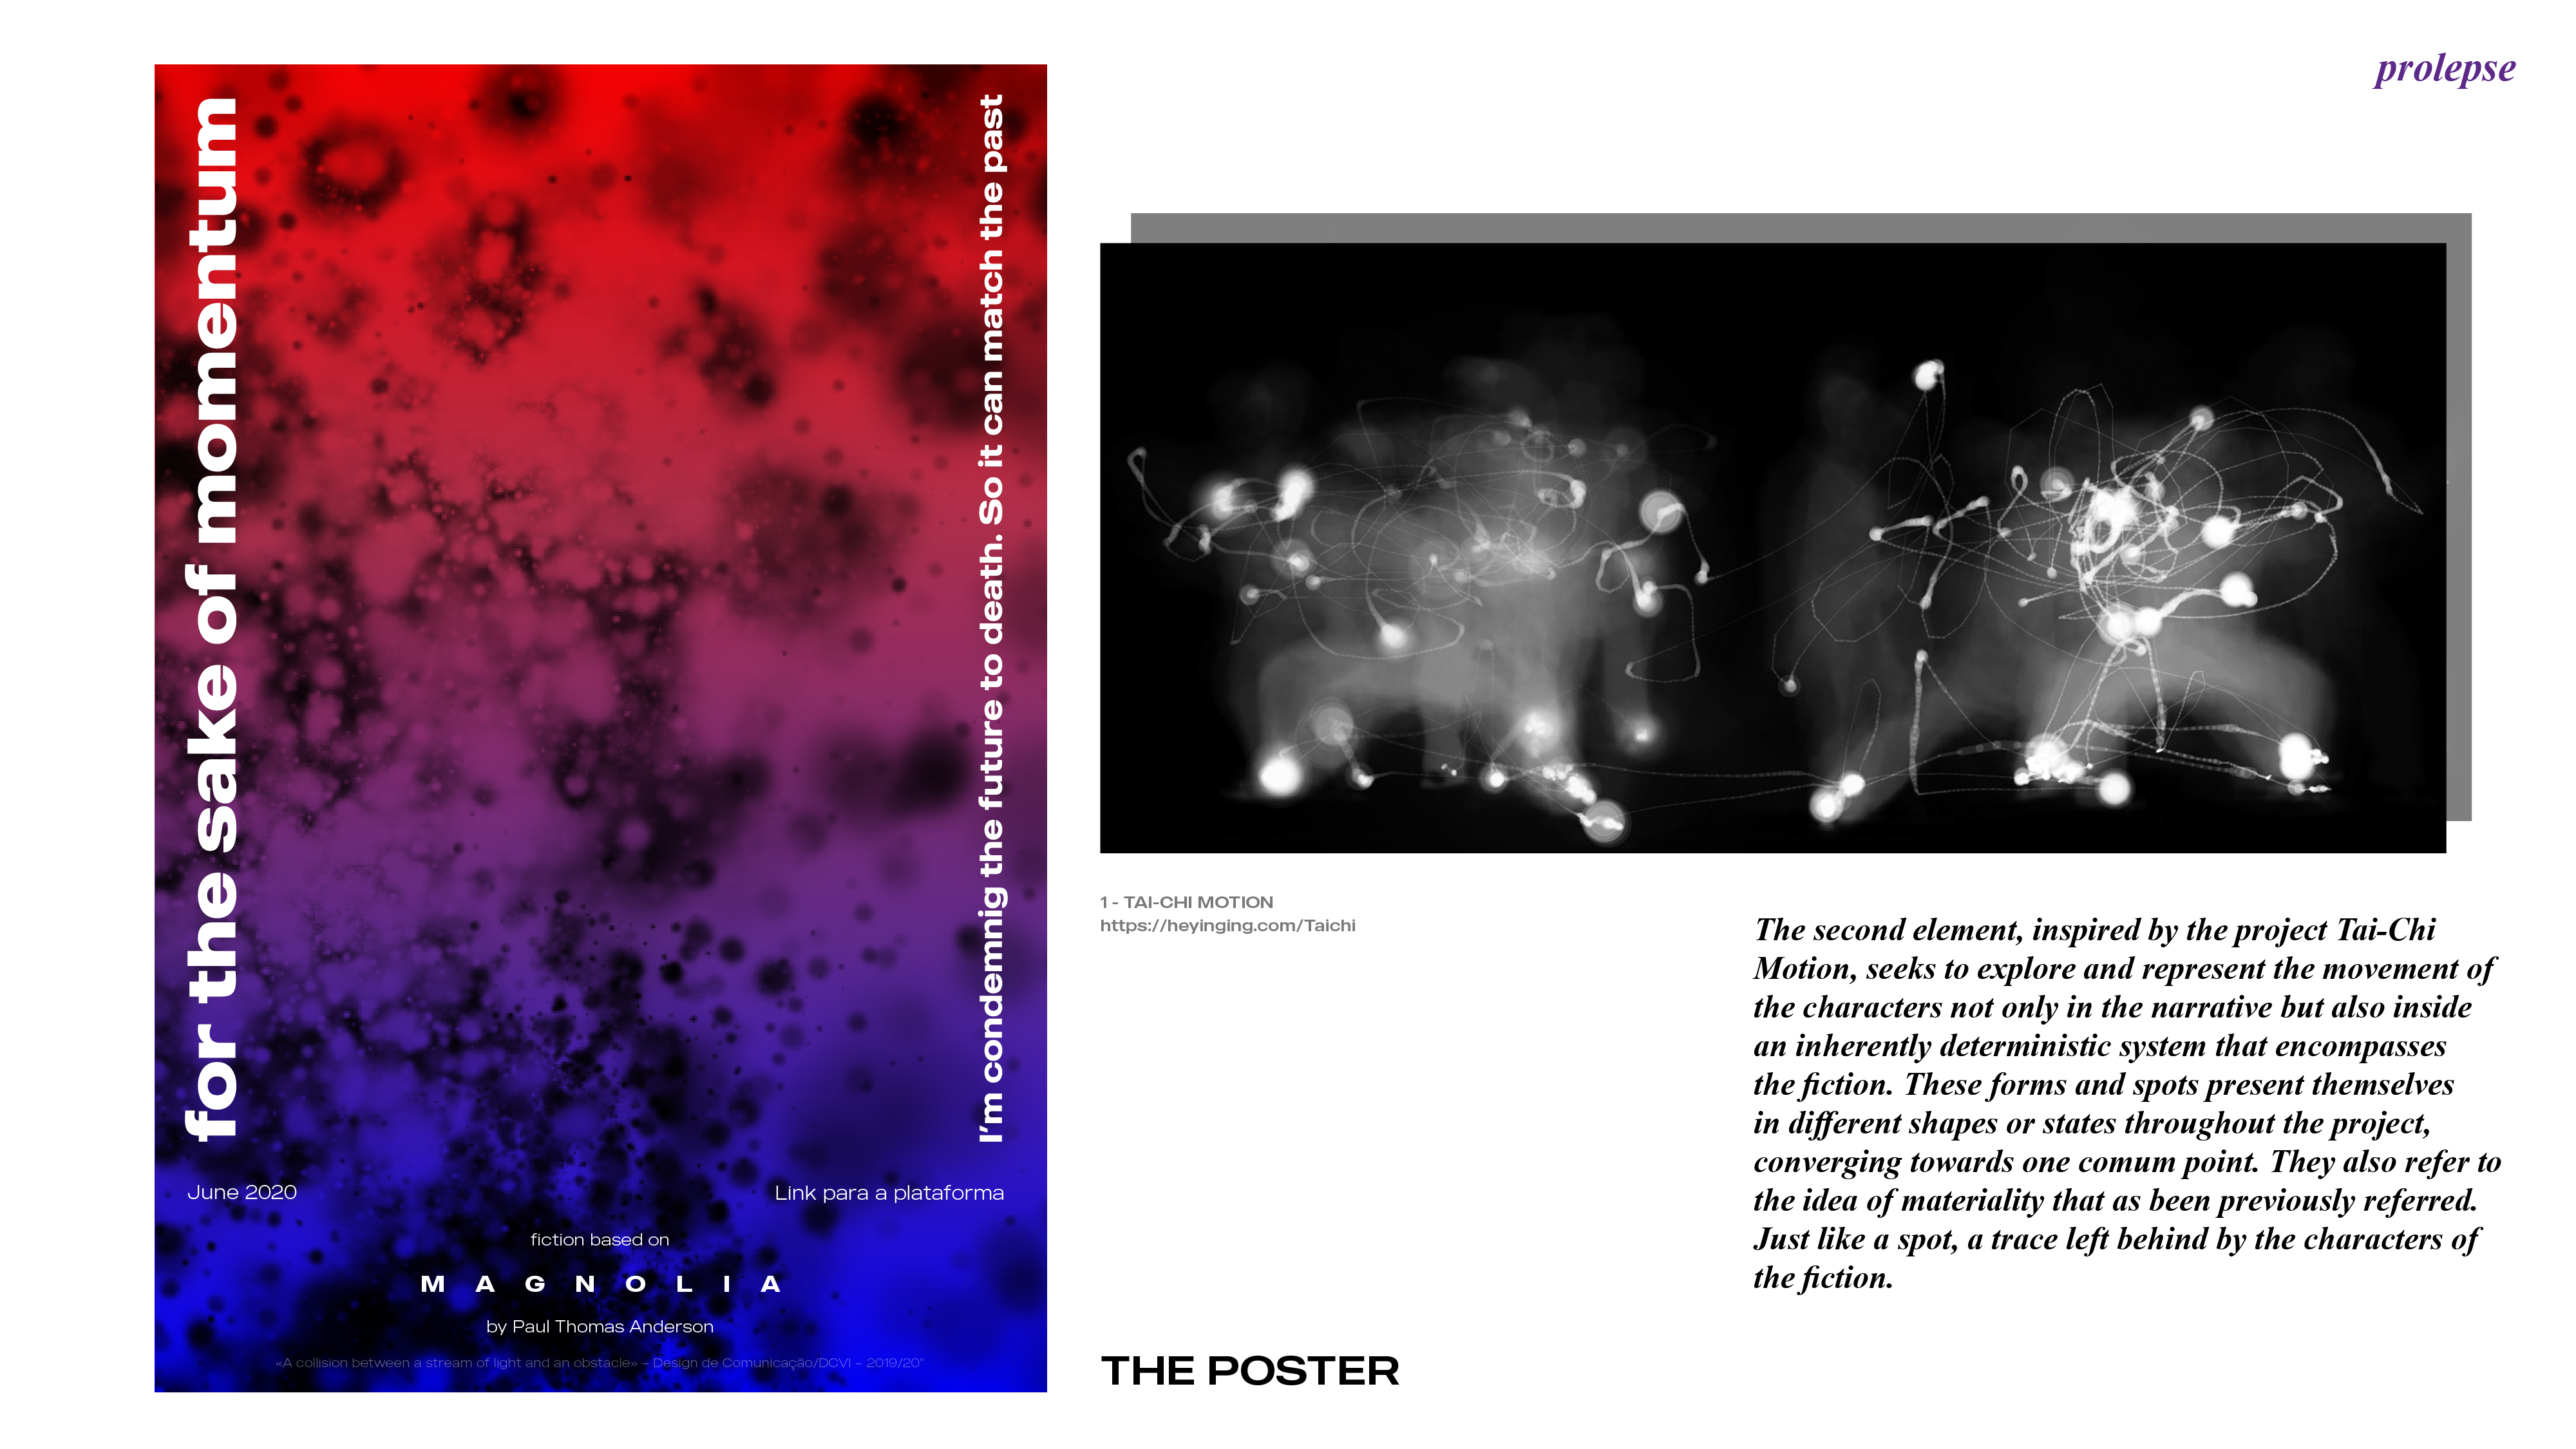 for the sake of momentum
I'm condemnig the future to death. So it can match the past
June 2020
Link para a plataforma
fiction based on
MAGNOLIA
by Paul Thomas Anderson
«A collision between a stream of light and an obstacle» – Design de Comunicação/DCVI – 2019/20"
prolepse
1 - TAI-CHI MOTION
https://heyinging.com/Taichi
The second element, inspired by the project Tai-Chi
Motion, seeks to explore and represent the movement of
the characters not only in the narrative but also inside
an inherently deterministic system that encompasses
the fiction. These forms and spots present themselves
in different shapes or states throughout the project,
converging towards one comum point. They also refer to
the idea of materiality that as been previously referred.
Just like a spot, a trace left behind by the characters of
the fiction.
THE POSTER